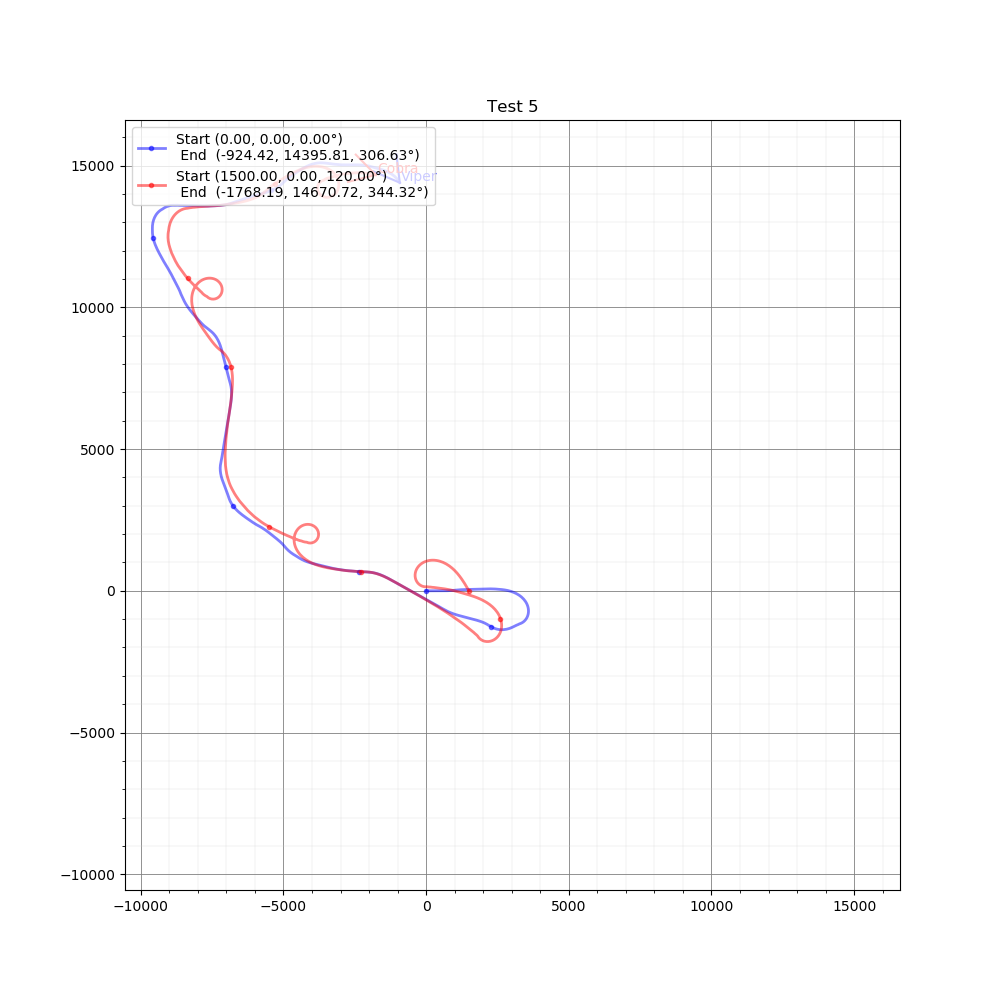 Test 5
Start (0.00, 0.00, 0.00°)
End (-924.42, 14395.81, 306.63°)
Start (1500.00, 0.00, 120.00°)
End (-1768.19, 14670.72, 344.32°)
Cobra
Viper
15000
10000
5000
0
−5000
−10000
−10000 −5000 0 5000 10000 15000